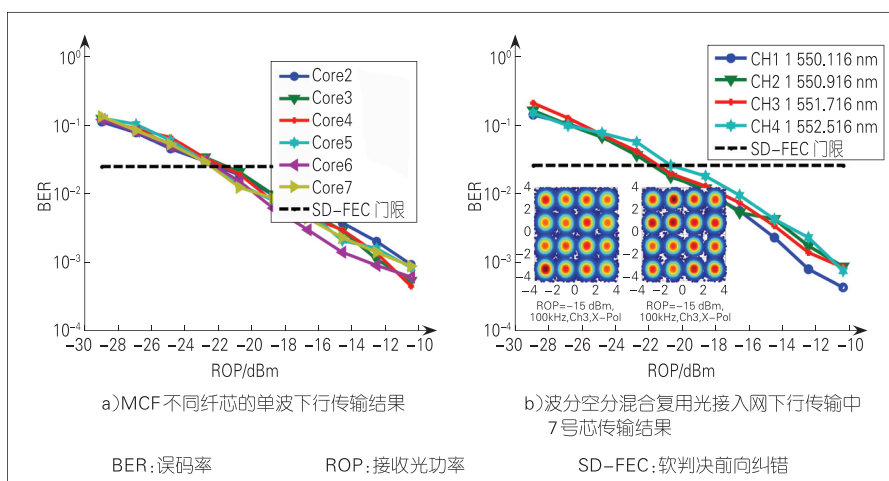 10⁰
10⁻¹
10⁻²
10⁻³
10⁻⁴
BER
−30 −28 −26 −24 −22 −20 −18 −16 −14 −12 −10
ROP/dBm
Core2
Core3
Core4
Core5
Core6
Core7
SD-FEC 门限
a)MCF不同纤芯的单波下行传输结果
10⁰
10⁻¹
10⁻²
10⁻³
10⁻⁴
BER
−30 −28 −26 −24 −22 −20 −18 −16 −14 −12 −10
ROP/dBm
CH1 1 550.116 nm
CH2 1 550.916 nm
CH3 1 551.716 nm
CH4 1 552.516 nm
SD-FEC 门限
4
2
0
−2
−4
−4 −2 0 2 4
ROP=−15 dBm,
100kHz,Ch3,X-Pol
4
2
0
−2
−4
−4 −2 0 2 4
ROP=−15 dBm,
100kHz,Ch3,X-Pol
b)波分空分混合复用光接入网下行传输中
7号芯传输结果
BER:误码率 ROP:接收光功率 SD-FEC:软判决前向纠错